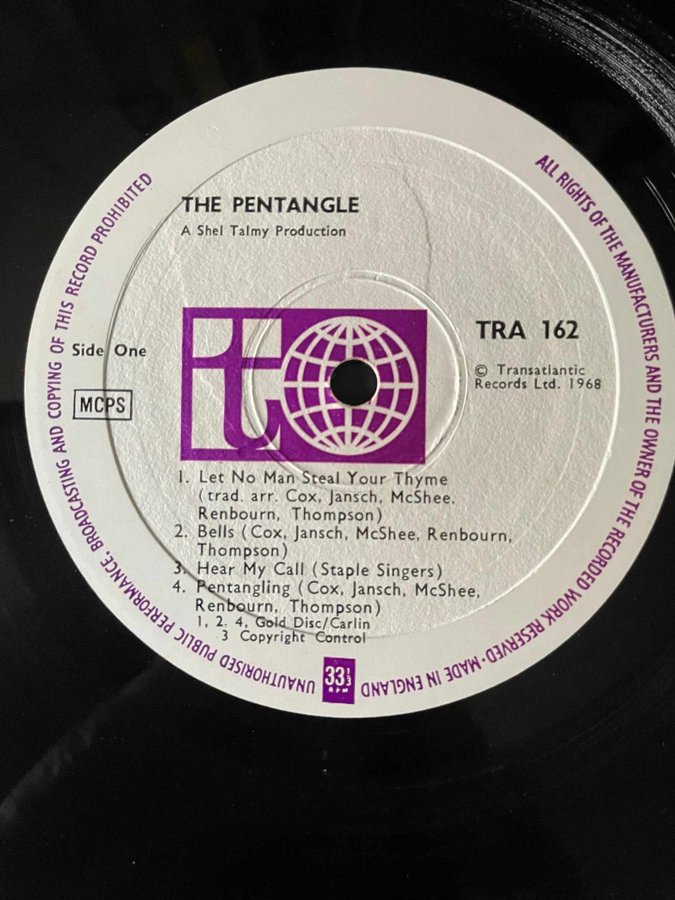 THE PENTANGLE
A Shel Talmy Production
Side One
MCPS
t
TRA 162
© Transatlantic
Records Ltd. 1968
1. Let No Man Steal Your Thyme
(trad. arr. Cox, Jansch, McShee,
Renbourn, Thompson)
2. Bells (Cox, Jansch, McShee, Renbourn,
Thompson)
3. Hear My Call (Staple Singers)
4. Pentangling (Cox, Jansch, McShee,
Renbourn, Thompson)
1, 2. 4, Gold Disc/Carlin
3 Copyright Control
33 1/3
RPM
ALL RIGHTS OF THE MANUFACTURERS AND THE OWNER OF THE RECORDED WORK RESERVED·MADE IN ENGLAND
UNAUTHORISED PUBLIC PERFORMANCE, BROADCASTING AND COPYING OF THIS RECORD PROHIBITED